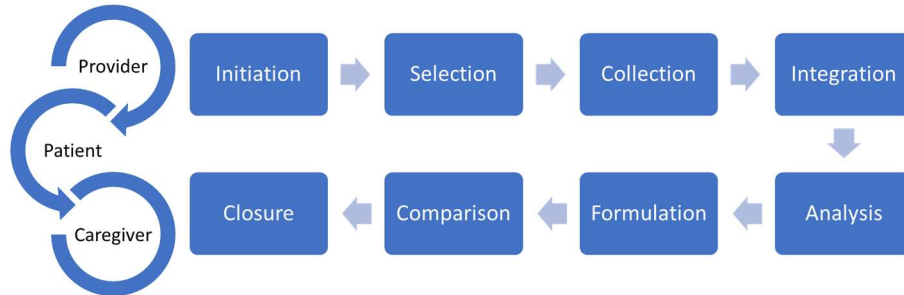 Provider
Patient
Caregiver
Initiation
Selection
Collection
Integration
Analysis
Formulation
Comparison
Closure